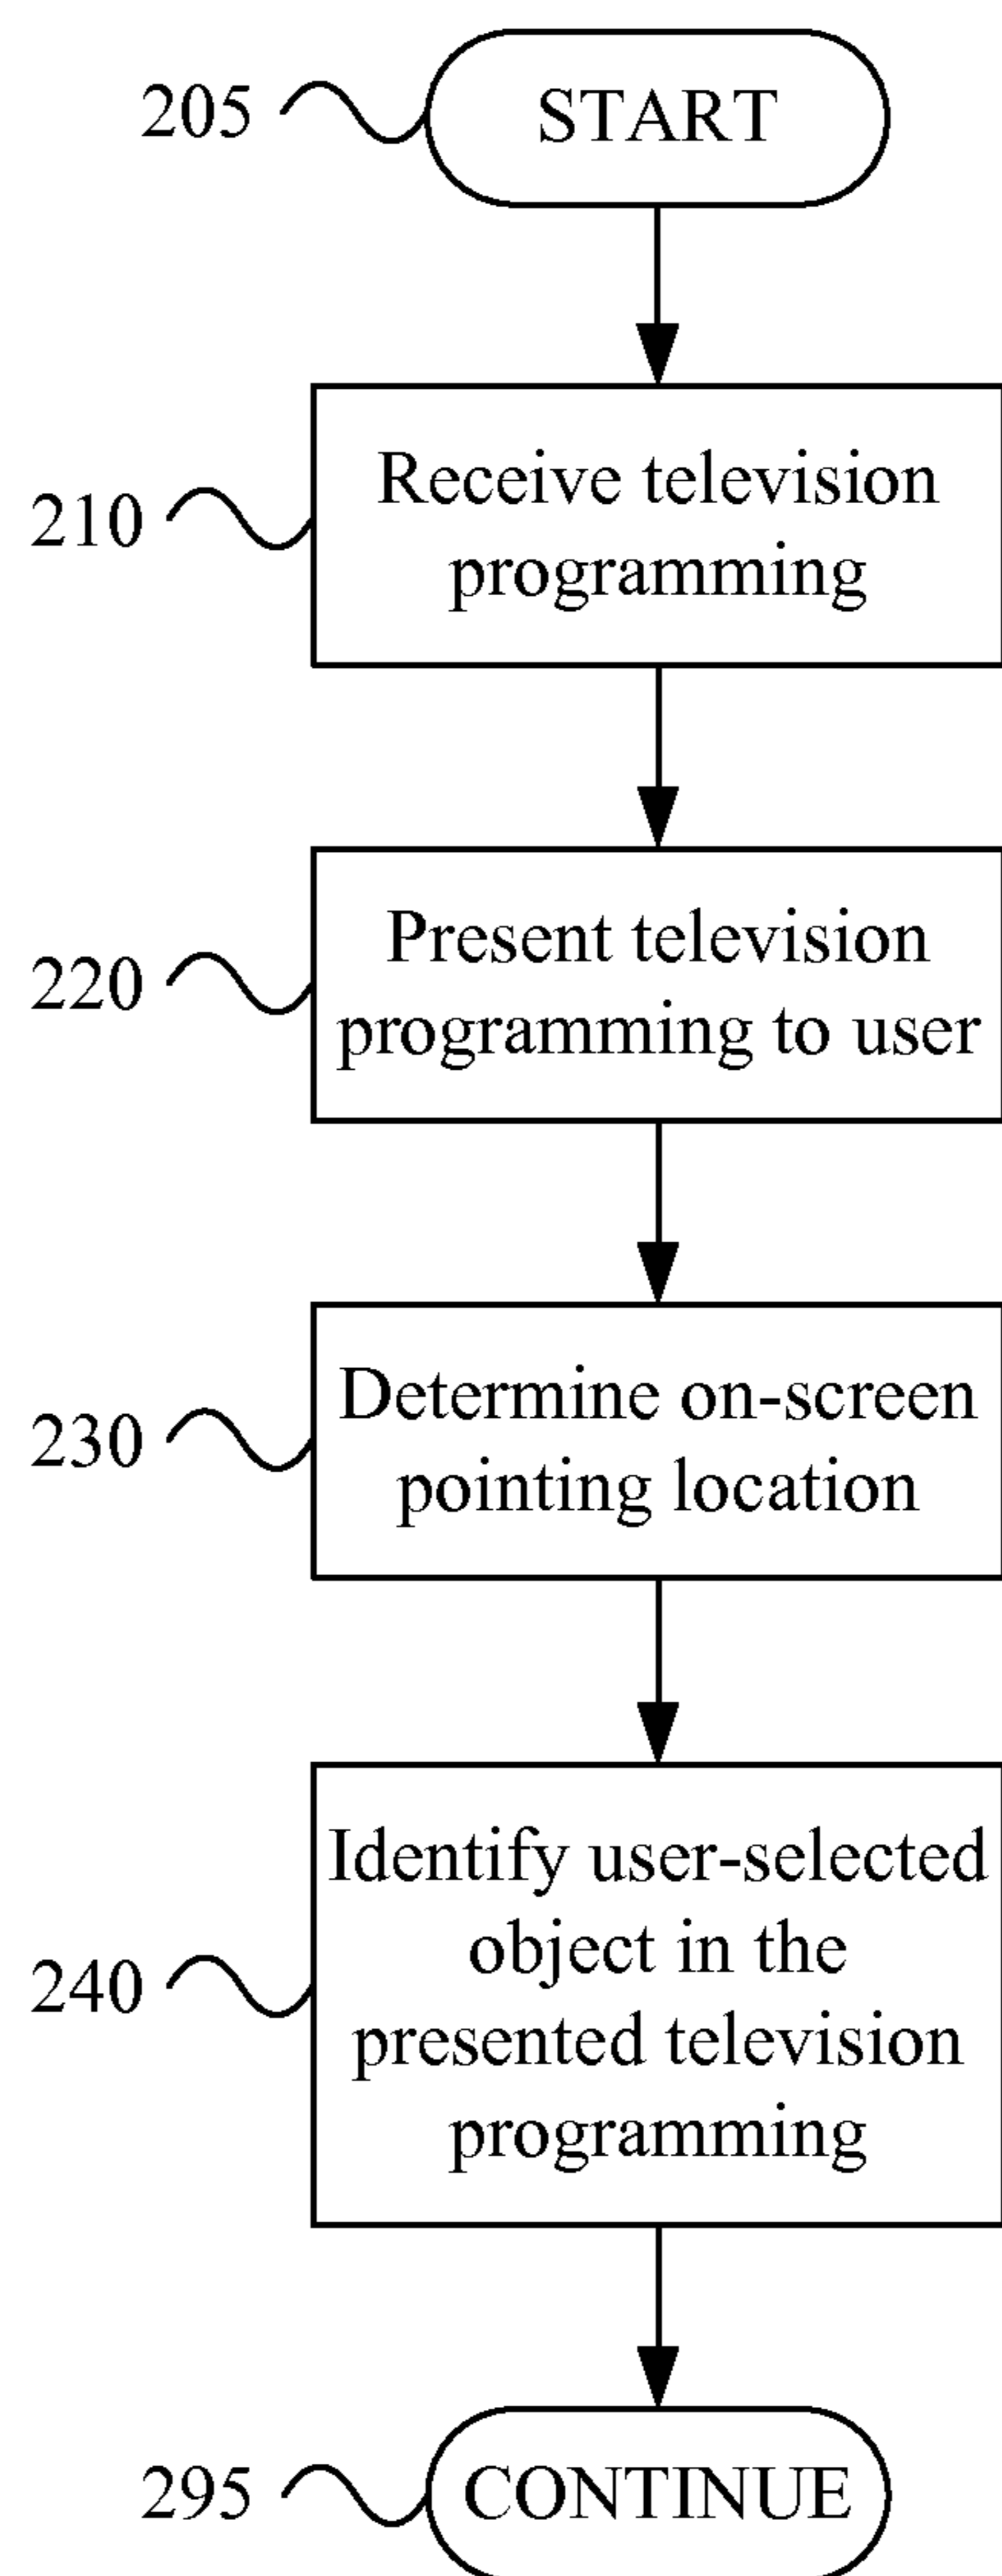 205
START
210
Receive television
programming
220
Present television
programming to user
230
Determine on-screen
pointing location
240
Identify user-selected
object in the
presented television
programming
295
CONTINUE